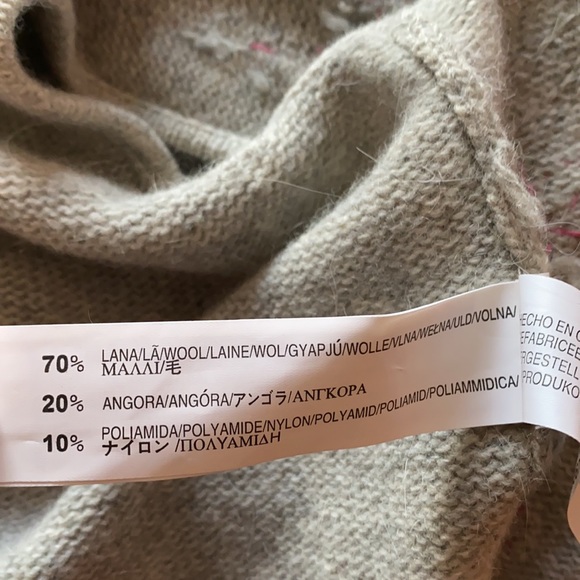 70% LANA/LÃ/WOOL/LAINE/WOL/GYAPJÚ/WOLLE/VLNA/WEŁNA/ULD/VOLNA/
ΜΑΛΛΙ/毛
20% ANGORA/ANGÓRA/アンゴラ/ΑΝΓΚΟΡΑ
10% POLIAMIDA/POLYAMIDE/NYLON/POLYAMID/POLIAMID/POLIAMMIDICA/
ナイロン /ΠΟΛΥΑΜΙΔΗ
HECHO EN